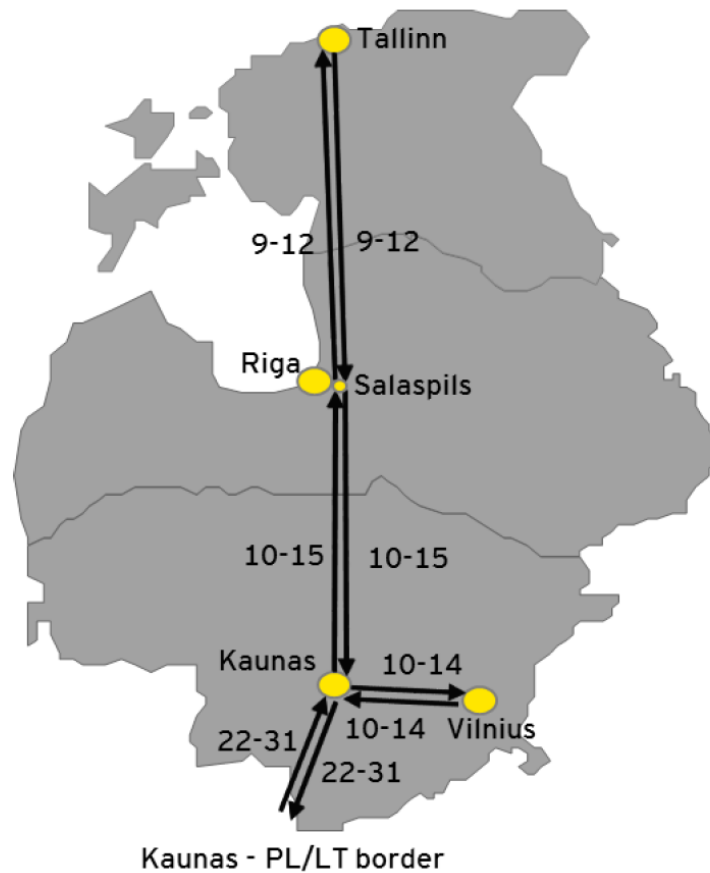 Tallinn
9-12
9-12
Riga
Salaspils
10-15
10-15
Kaunas
10-14
10-14
Vilnius
22-31
22-31
Kaunas - PL/LT border